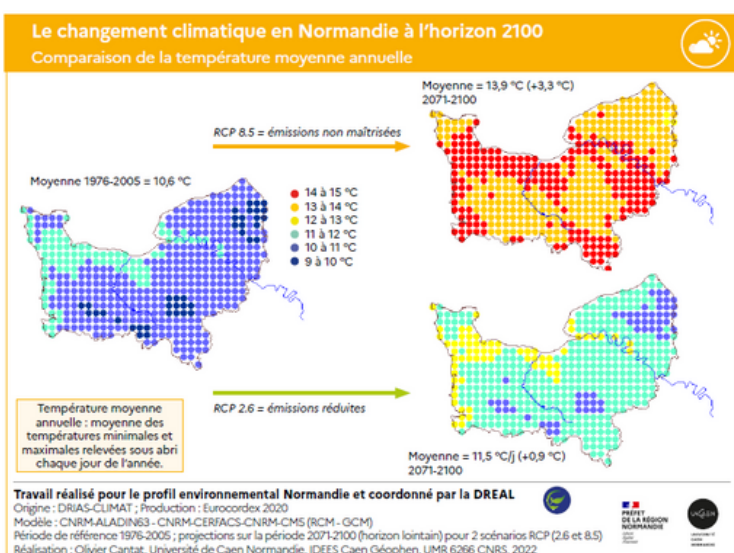 Le changement climatique en Normandie à l'horizon 2100
Comparaison de la température moyenne annuelle
Moyenne = 13,9 °C (+3,3 °C)
2071-2100
RCP 8.5 = émissions non maîtrisées
Moyenne 1976-2005 = 10,6 °C
14 à 15 °C
13 à 14 °C
12 à 13 °C
11 à 12 °C
10 à 11 °C
9 à 10 °C
RCP 2.6 = émissions réduites
Température moyenne
annuelle : moyenne des
températures minimales et
maximales relevées sous abri
chaque jour de l'année.
Moyenne = 11,5 °C/j (+0,9 °C)
2071-2100
Travail réalisé pour le profil environnemental Normandie et coordonné par la DREAL
Origine : DRIAS-CLIMAT ; Production : Eurocordex 2020
Modèle : CNRM-ALADIN63 - CNRM-CERFACS-CNRM-CMS (RCM - GCM)
Période de référence 1976-2005 ; projections sur la période 2071-2100 (horizon lointain) pour 2 scénarios RCP (2.6 et 8.5)
Réalisation : Olivier Cantat, Université de Caen Normandie, IDEES Caen Géophen, UMR 6266 CNRS, 2022
PRÉFET
DE LA RÉGION
NORMANDIE